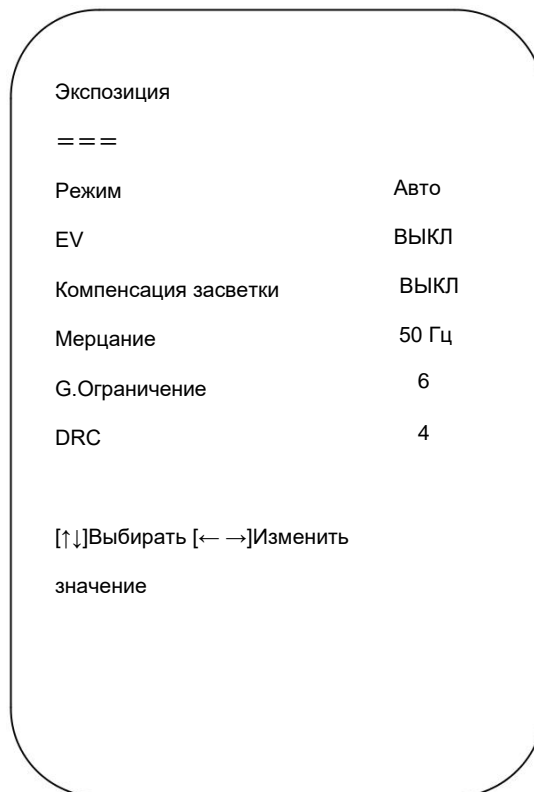 Экспозиция
===
Режим Авто
EV ВЫКЛ
Компенсация засветки ВЫКЛ
Мерцание 50 Гц
G.Ограничение 6
DRC 4
[↑↓]Выбирать [← →]Изменить
значение